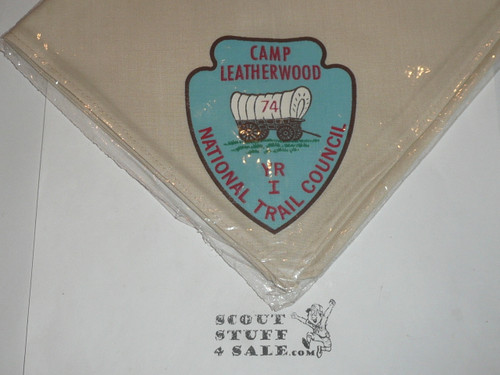 CAMP
LEATHERWOOD
74
YR
I
NATIONAL TRAIL COUNCIL
SCOUT
STUFF
4 SALE.COM